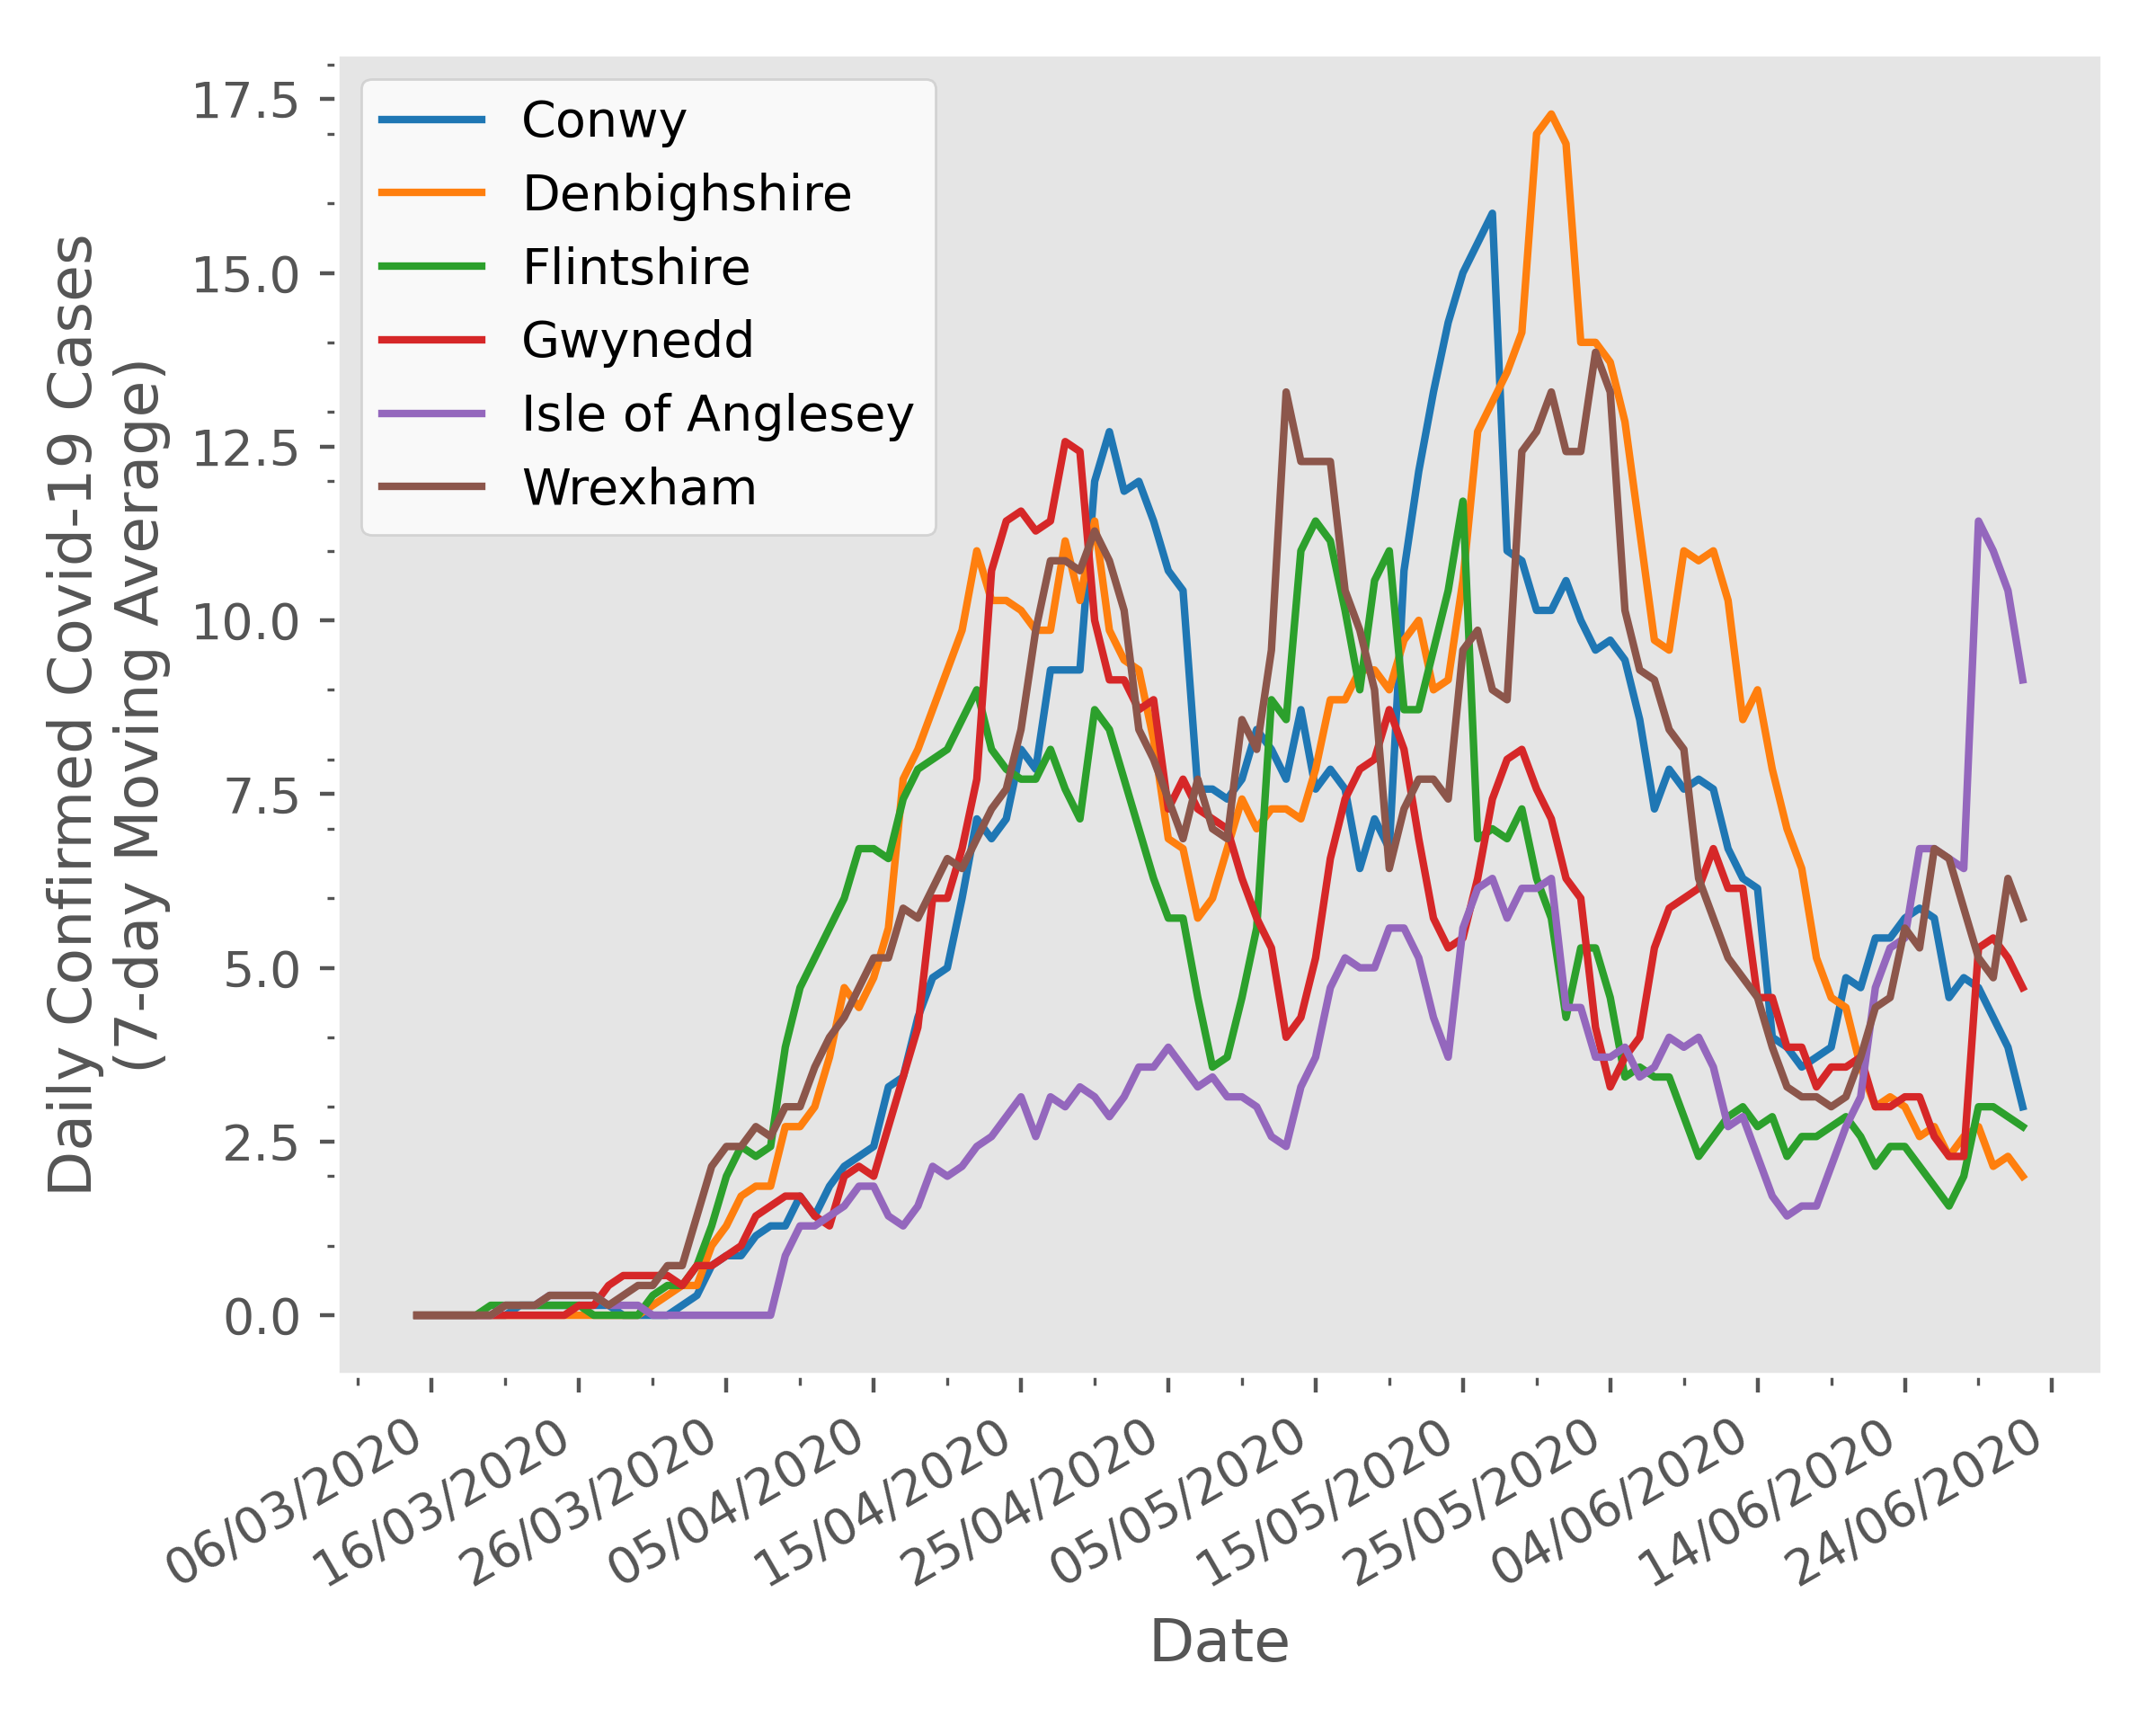 Daily Confirmed Covid-19 Cases
(7-day Moving Average)
17.5
15.0
12.5
10.0
7.5
5.0
2.5
0.0
Conwy
Denbighshire
Flintshire
Gwynedd
Isle of Anglesey
Wrexham
06/03/2020
16/03/2020
26/03/2020
05/04/2020
15/04/2020
25/04/2020
05/05/2020
15/05/2020
25/05/2020
04/06/2020
14/06/2020
24/06/2020
Date